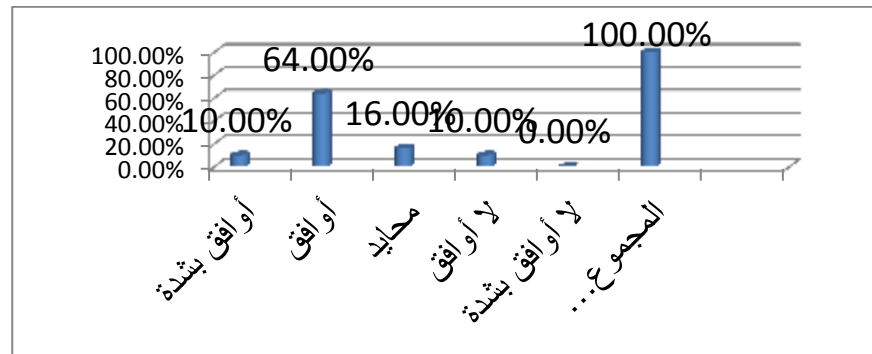 100.00%
80.00%
60.00%
40.00%
20.00%
0.00%
10.00%
64.00%
16.00%
10.00%
0.00%
100.00%
أوافق بشدة
أوافق
محايد
لا أوافق
لا أوافق بشدة
المجموع...